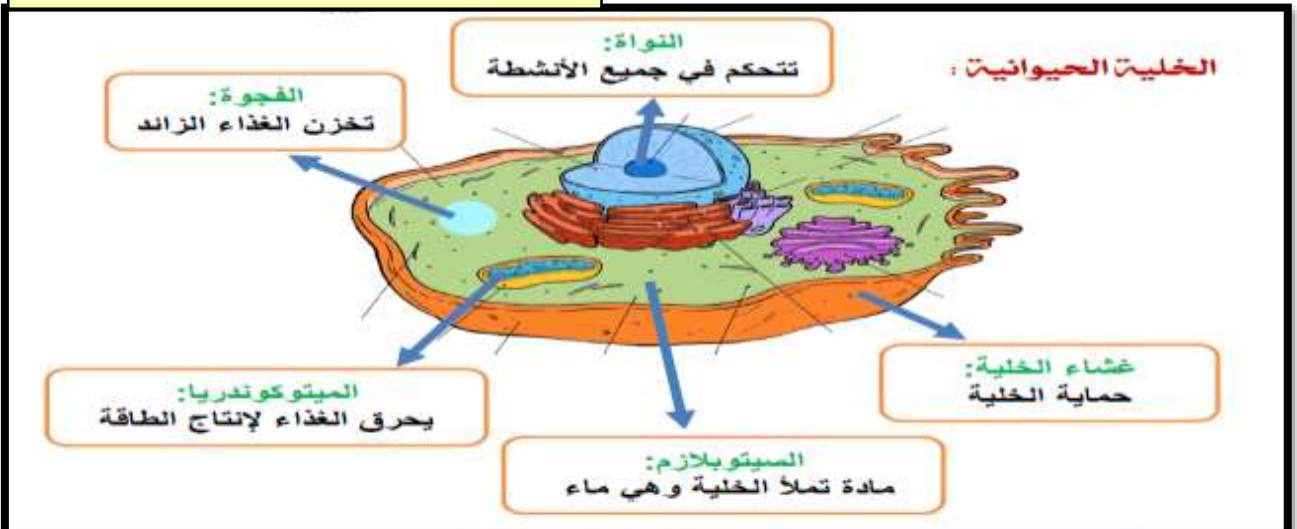 الخلية الحيوانية :
النواة:
تتحكم في جميع الأنشطة
الفجوة:
تخزن الغذاء الزائد
غشاء الخلية:
حماية الخلية
الميتوكوندريا:
يحرق الغذاء لإنتاج الطاقة
السيتوبلازم:
مادة تملأ الخلية وهي ماء